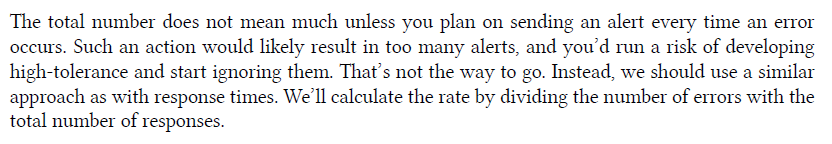 The total number does not mean much unless you plan on sending an alert every time an error
occurs. Such an action would likely result in too many alerts, and you’d run a risk of developing
high-tolerance and start ignoring them. That’s not the way to go. Instead, we should use a similar
approach as with response times. We’ll calculate the rate by dividing the number of errors with the
total number of responses.